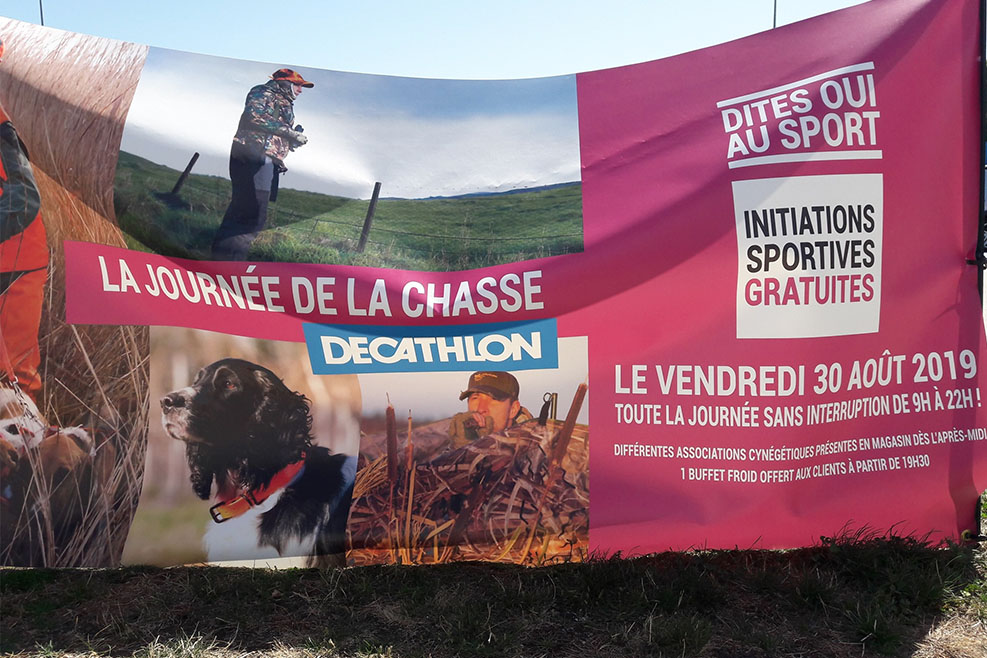 LA JOURNÉE DE LA CHASSE
DECATHLON
DITES OUI
AU SPORT
INITIATIONS
SPORTIVES
GRATUITES
LE VENDREDI 30 AOÛT 2019
TOUTE LA JOURNÉE SANS INTERRUPTION DE 9H À 22H !
DIFFÉRENTES ASSOCIATIONS CYNÉGÉTIQUES PRÉSENTES EN MAGASIN DÈS L'APRÈS-MIDI
1 BUFFET FROID OFFERT AUX CLIENTS À PARTIR DE 19H30